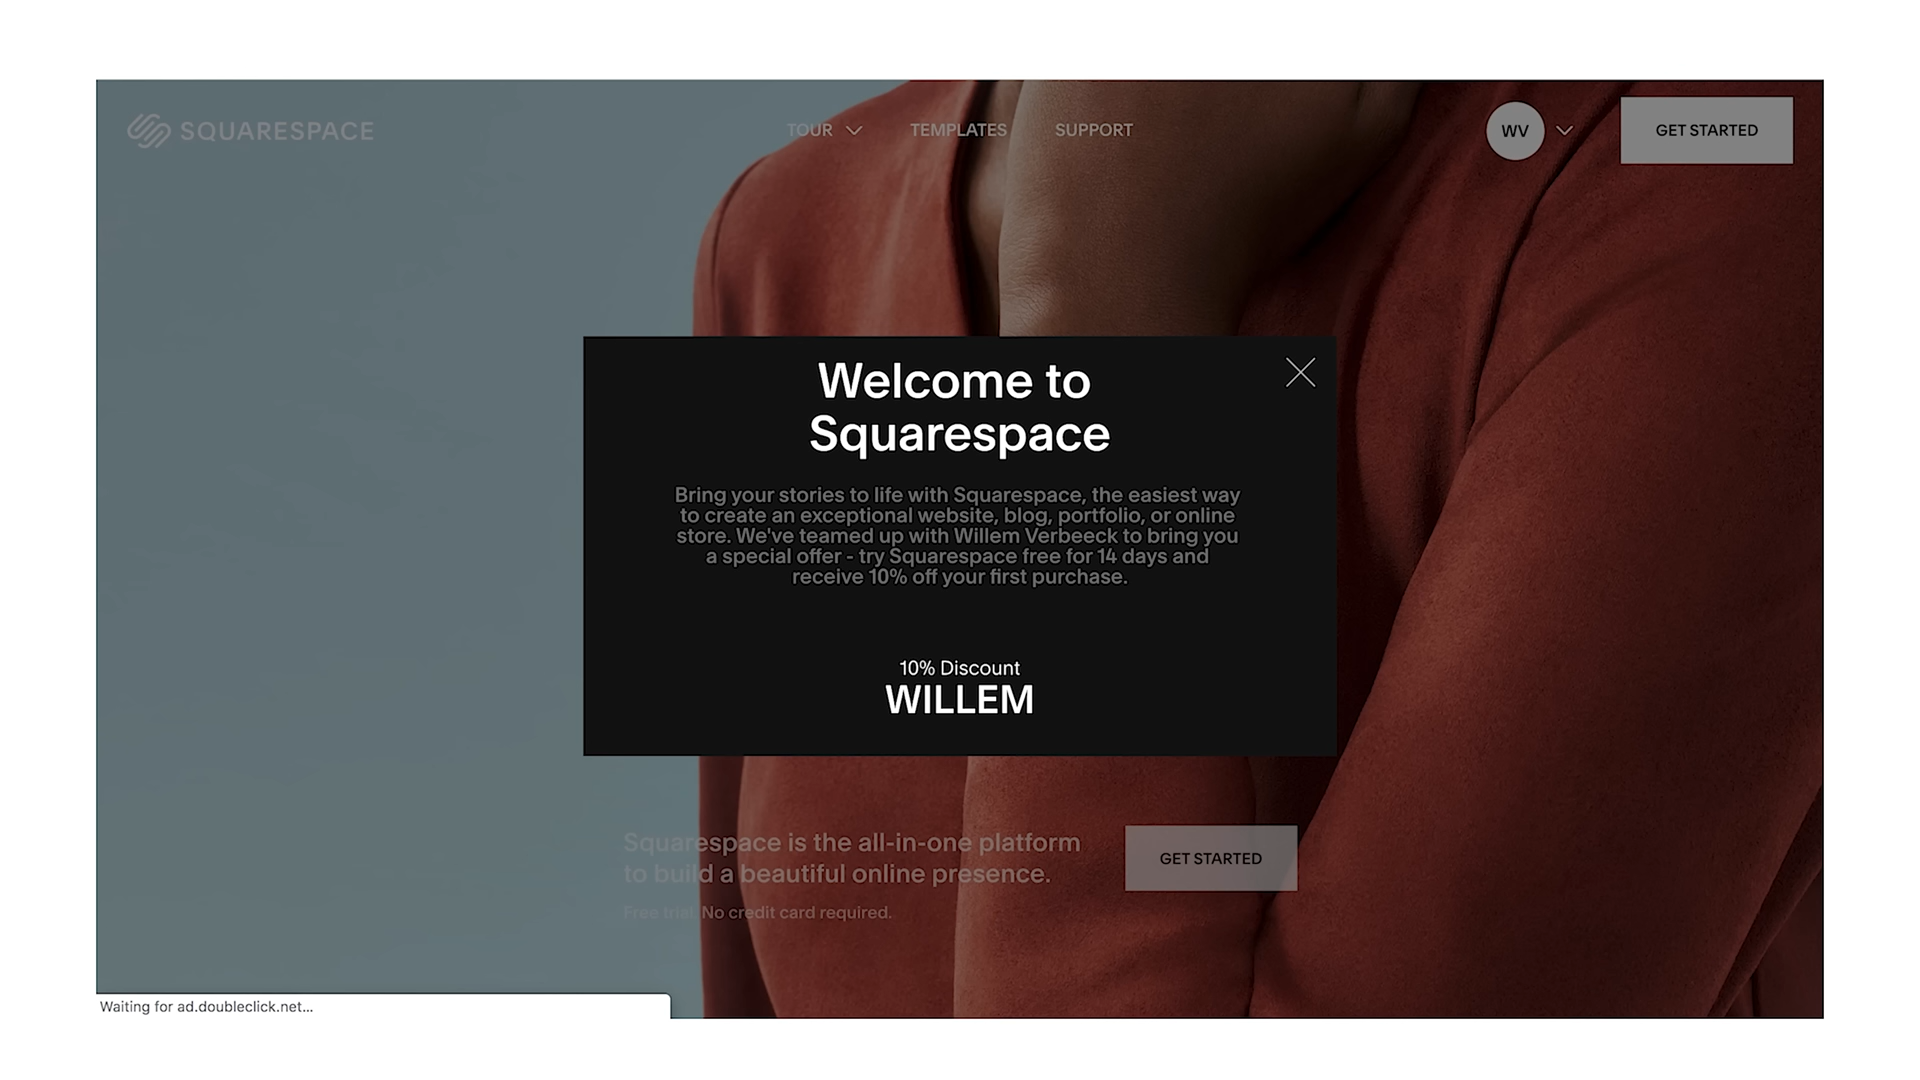 SQUARESPACE
TOUR
TEMPLATES
SUPPORT
WV
GET STARTED
Welcome to
Squarespace
Bring your stories to life with Squarespace, the easiest way
to create an exceptional website, blog, portfolio, or online
store. We've teamed up with Willem Verbeeck to bring you
a special offer - try Squarespace free for 14 days and
receive 10% off your first purchase.
10% Discount
WILLEM
Squarespace is the all-in-one platform
to build a beautiful online presence.
GET STARTED
Free trial. No credit card required.
Waiting for ad.doubleclick.net...